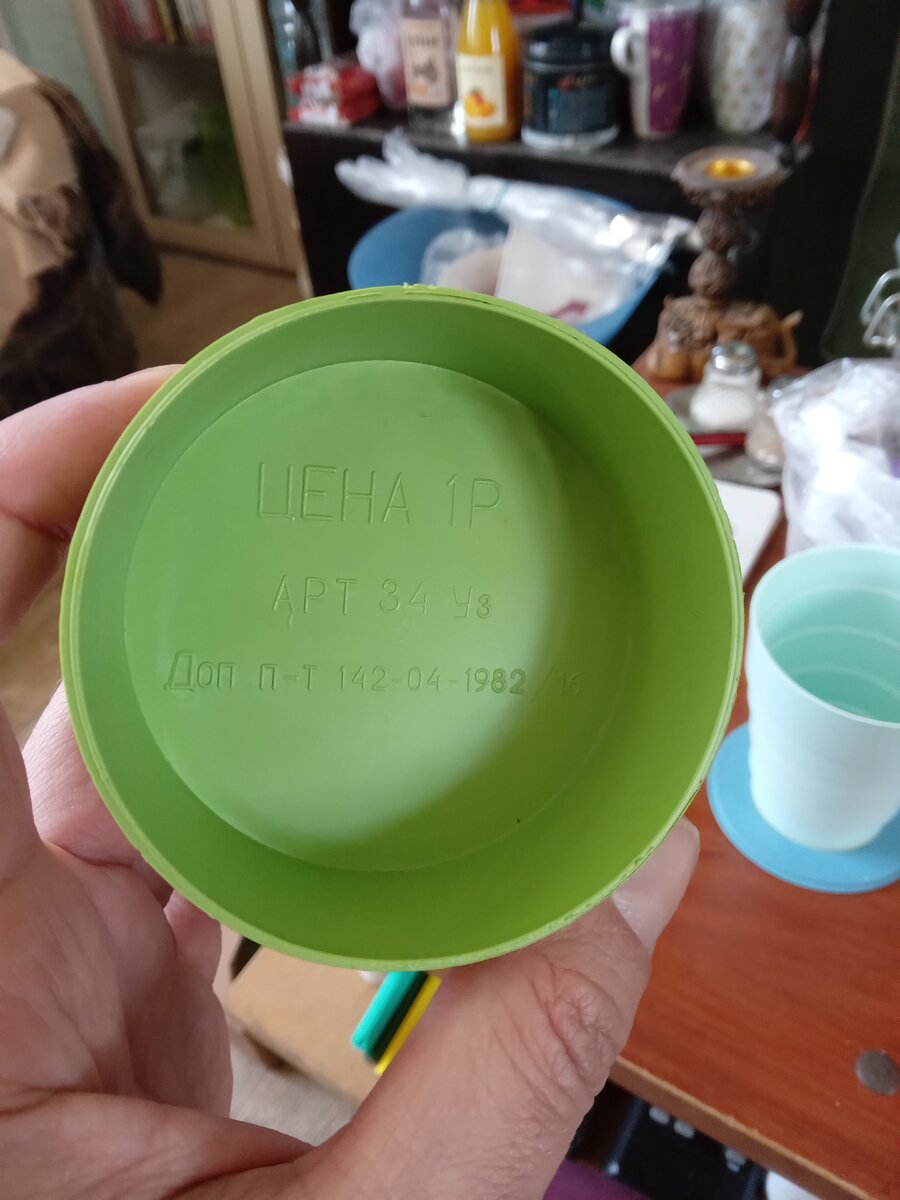 ЦЕНА 1Р
АРТ 34 Уз
Доп п-т 142-04-1982/16